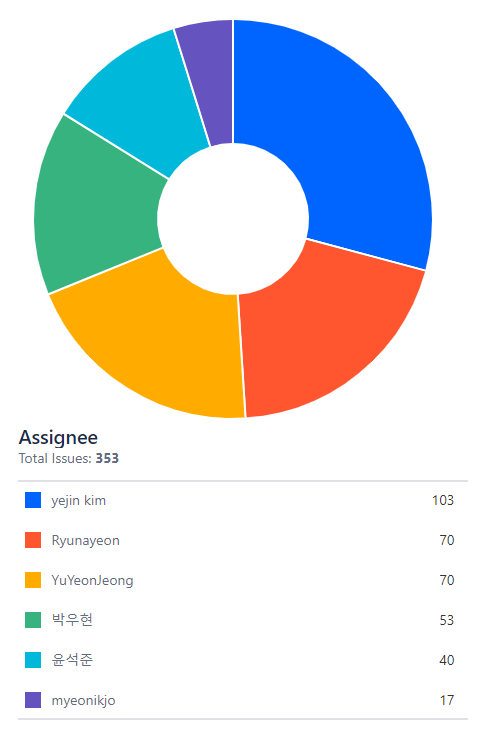 Assignee
Total Issues: 353
yejin kim 103
Ryunayeon 70
YuYeonJeong 70
박우현 53
윤석준 40
myeonikjo 17